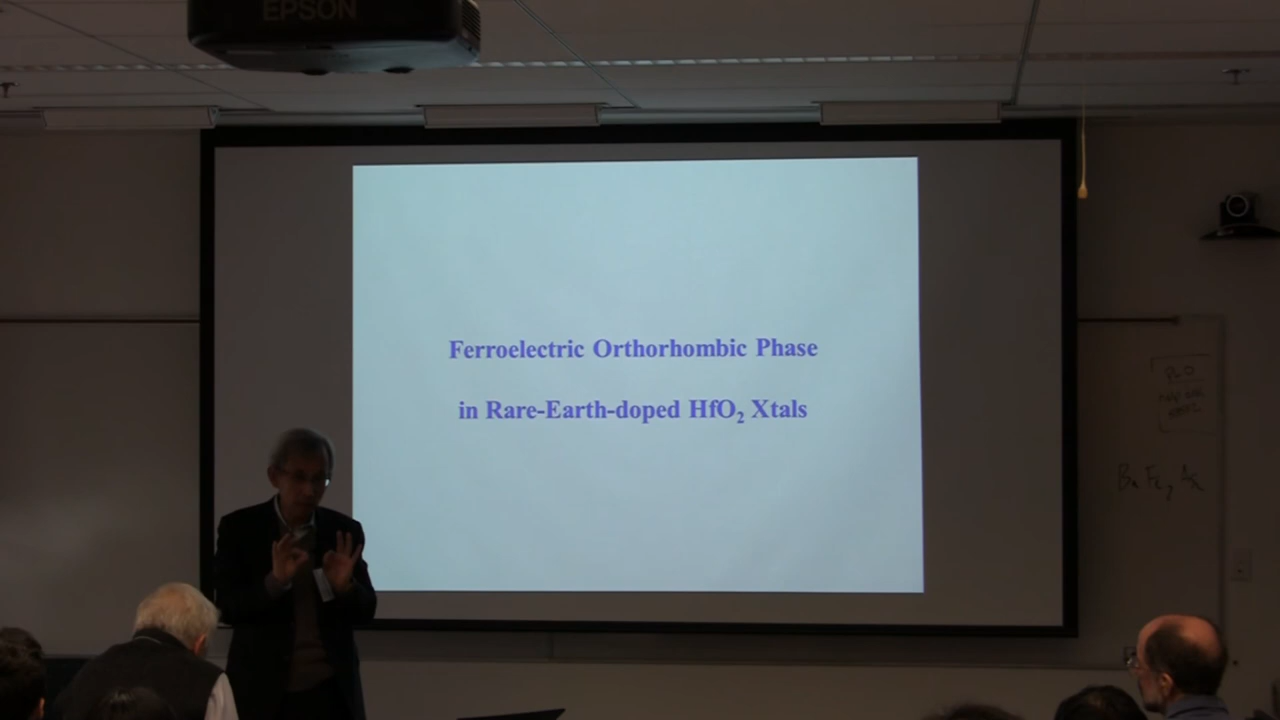 EPSON
Ferroelectric Orthorhombic Phase
in Rare-Earth-doped HfO₂ Xtals